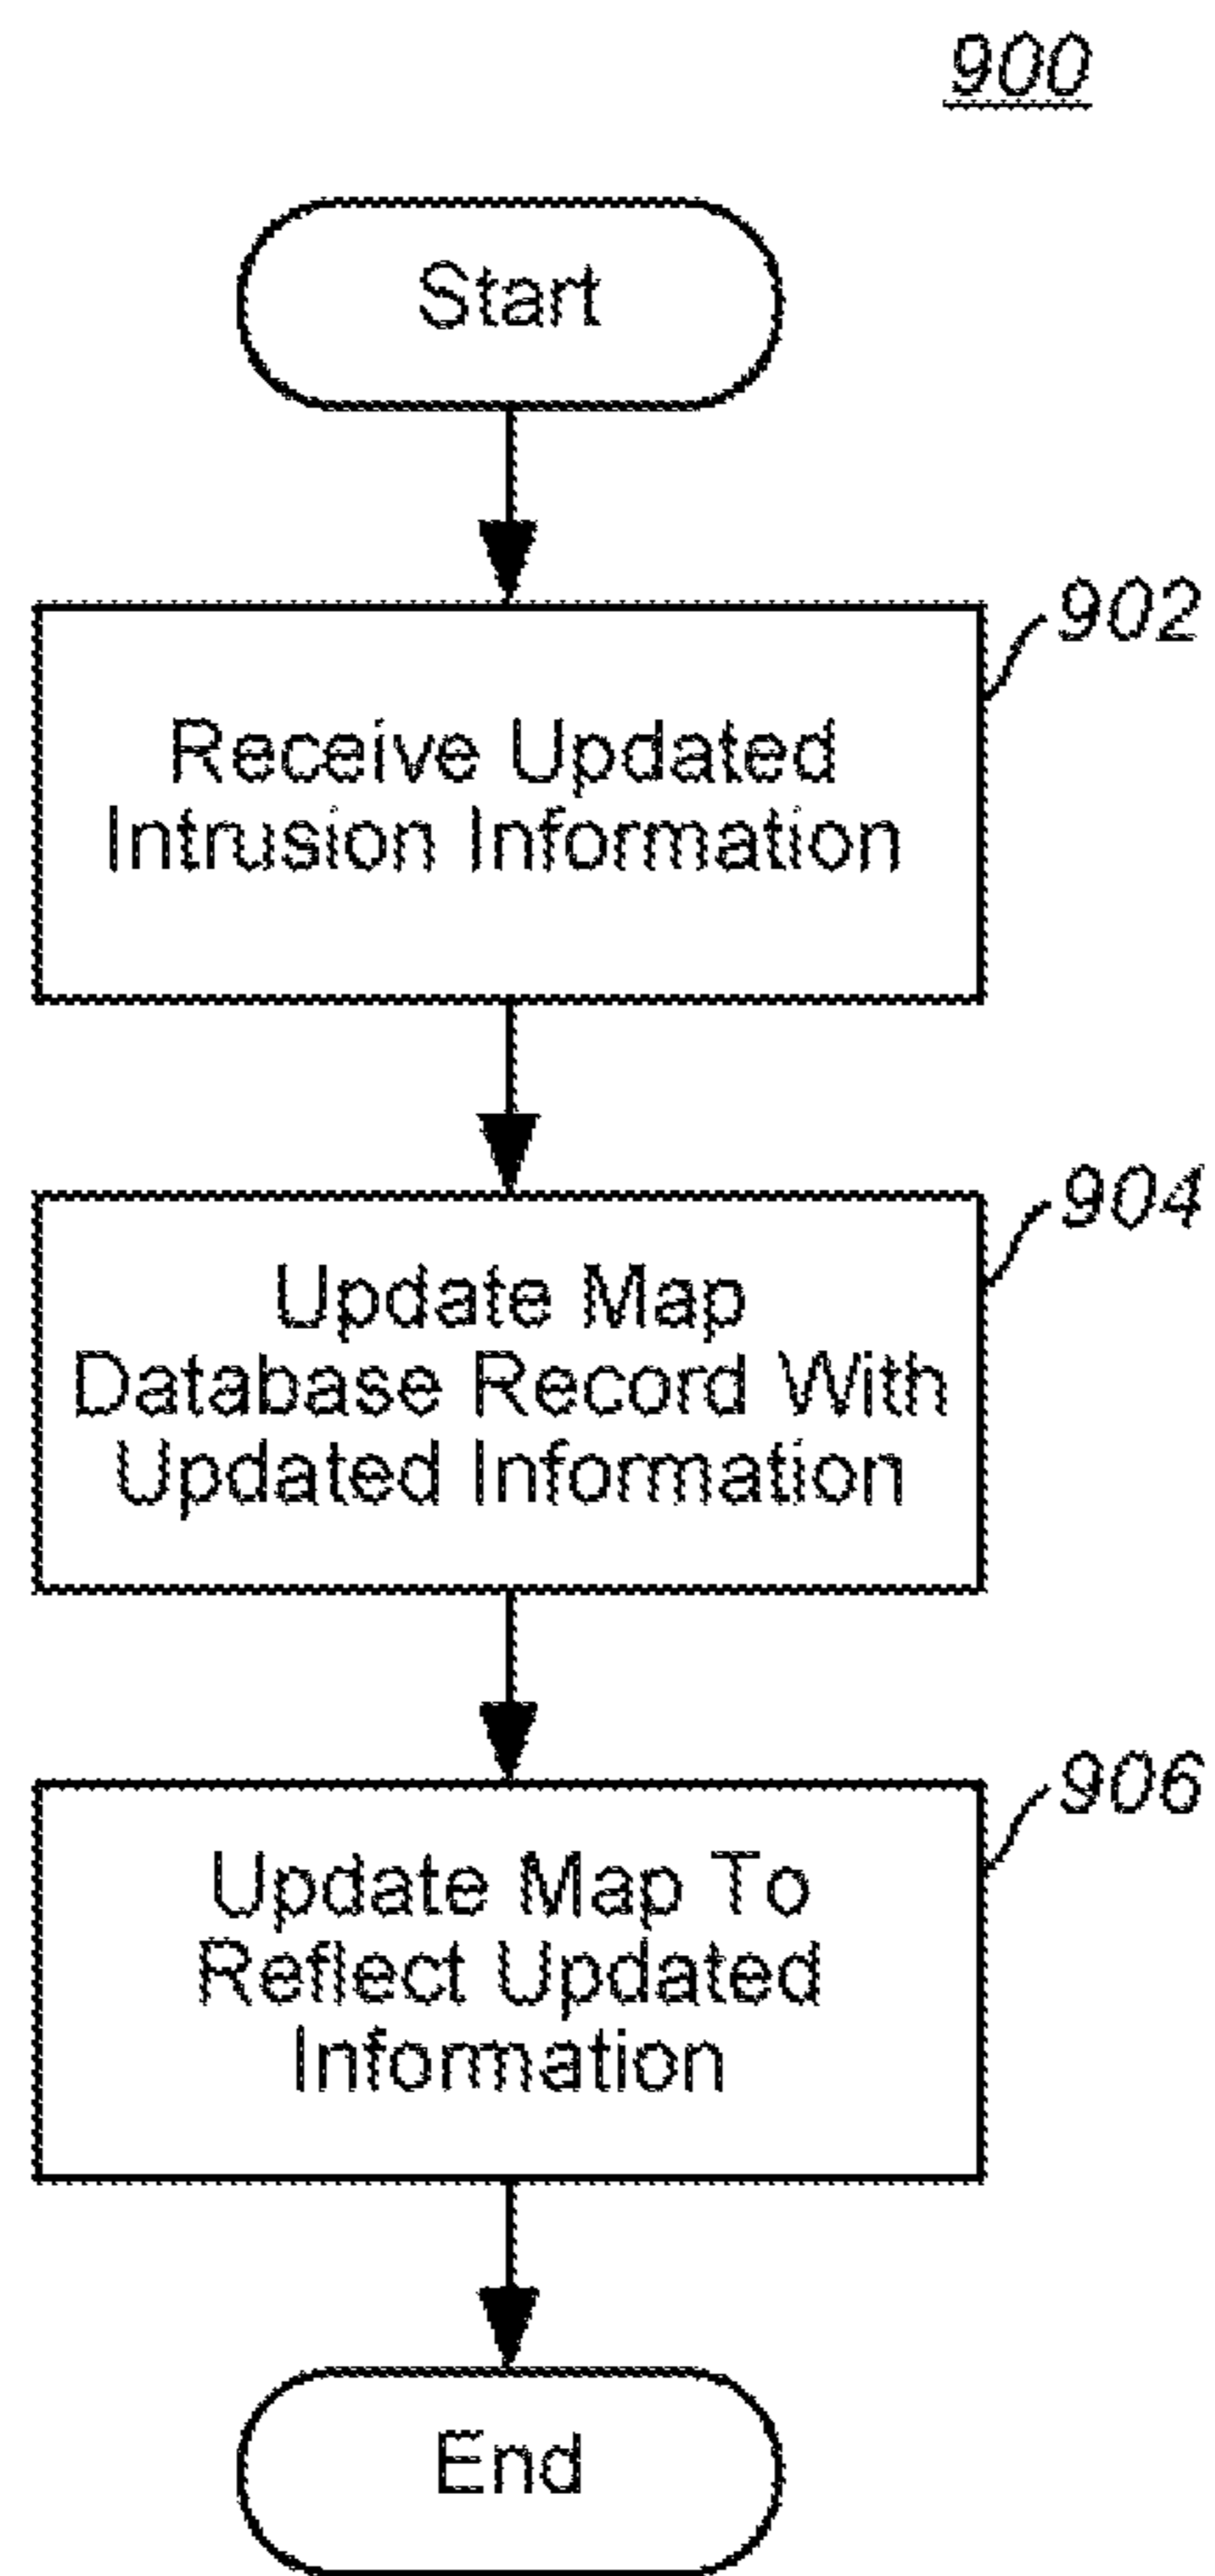 900
Start
902
Receive Updated
Intrusion Information
904
Update Map
Database Record With
Updated Information
906
Update Map To
Reflect Updated
Information
End